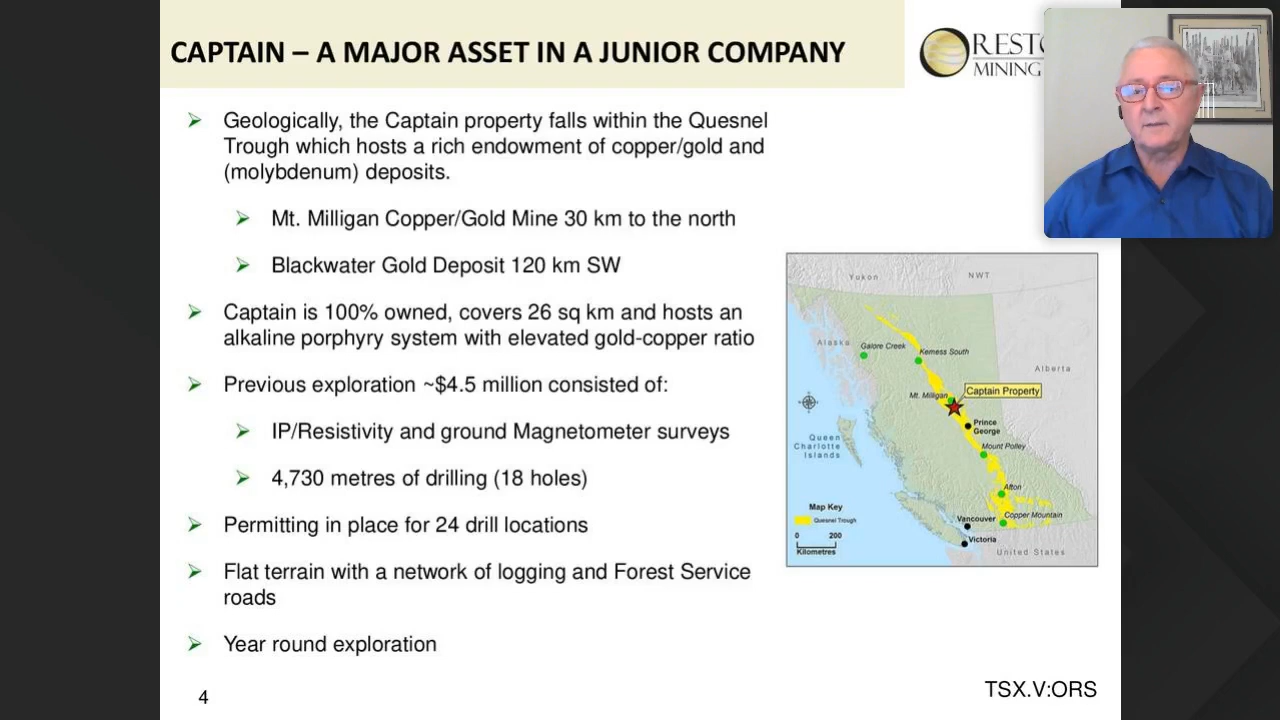 CAPTAIN – A MAJOR ASSET IN A JUNIOR COMPANY
MINING
Geologically, the Captain property falls within the Quesnel
Trough which hosts a rich endowment of copper/gold and
(molybdenum) deposits.
Mt. Milligan Copper/Gold Mine 30 km to the north
Blackwater Gold Deposit 120 km SW
Captain is 100% owned, covers 26 sq km and hosts an
alkaline porphyry system with elevated gold-copper ratio
Previous exploration ~$4.5 million consisted of:
IP/Resistivity and ground Magnetometer surveys
4,730 metres of drilling (18 holes)
Permitting in place for 24 drill locations
Flat terrain with a network of logging and Forest Service
roads
Year round exploration
Yukon
NWT
Alaska
Galore Creek
Kemess South
Alberta
Mt. Milligan
Captain Property
Prince
George
Queen
Charlotte
Islands
Mount Polley
Afton
Map Key
Quesnel Trough
Copper Mountain
Vancouver
0 200
Kilometres
Victoria
United States
4
TSX.V:ORS